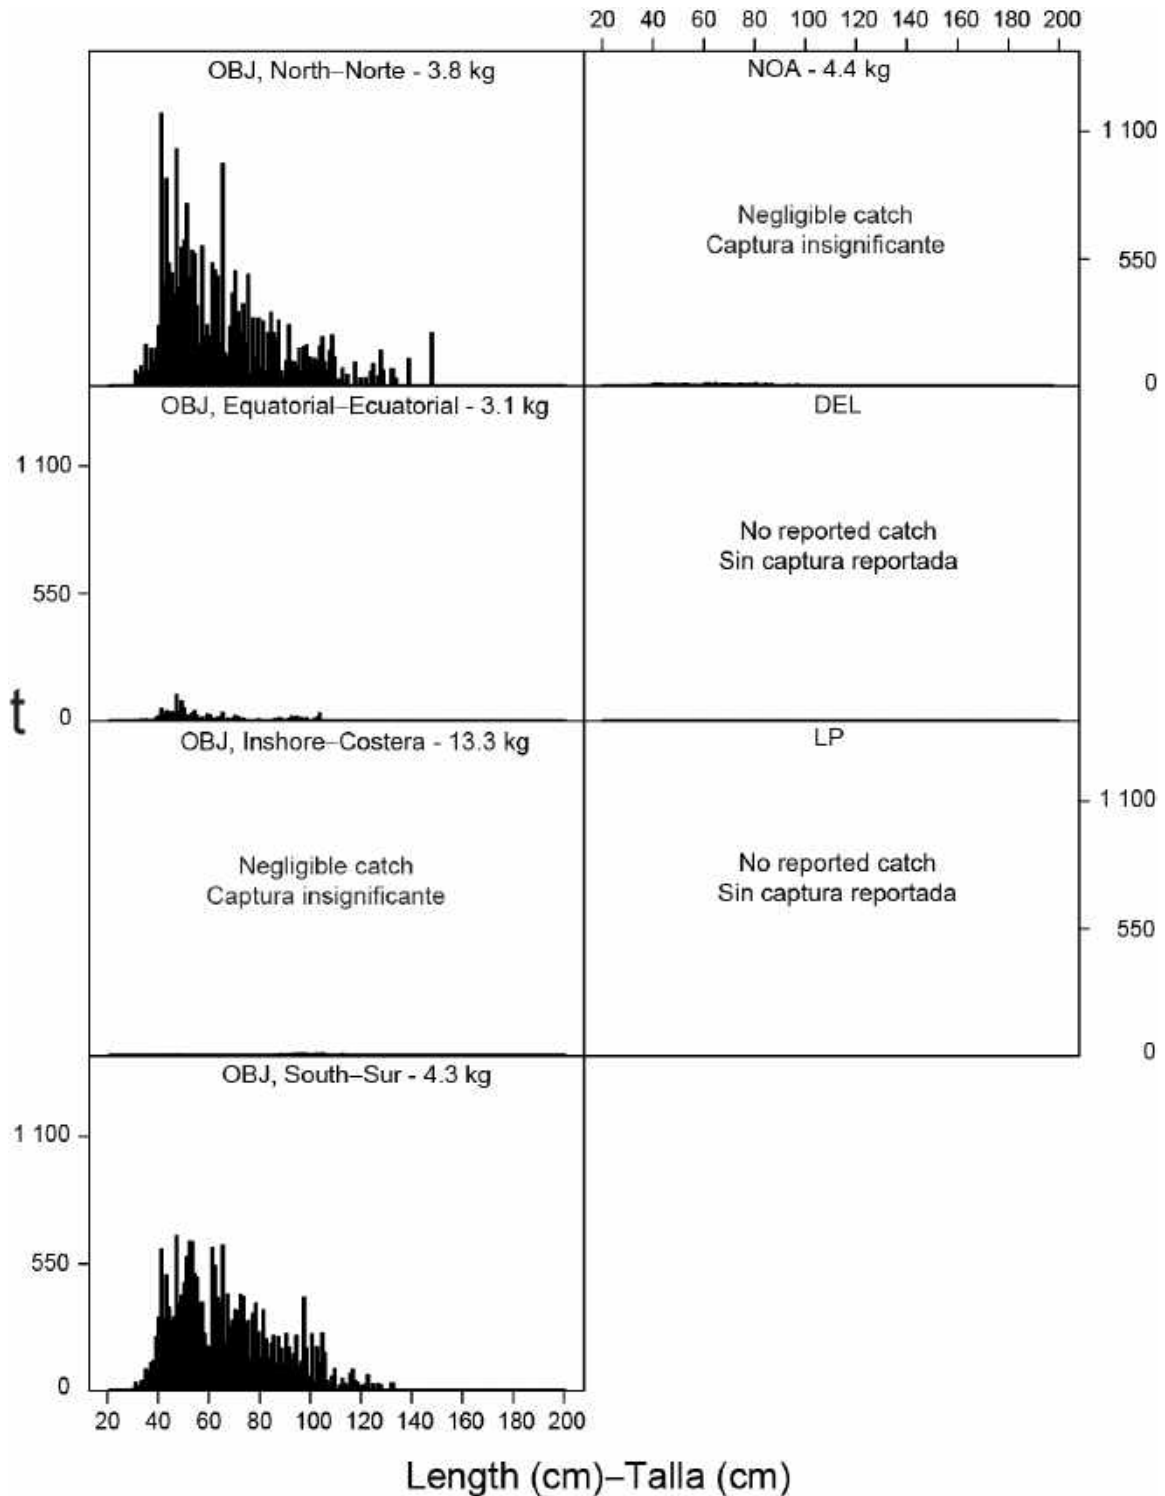 20 40 60 80 100 120 140 160 180 200
OBJ, North–Norte - 3.8 kg
NOA - 4.4 kg
1 100
Negligible catch
Captura insignificante
550
0
OBJ, Equatorial–Ecuatorial - 3.1 kg
DEL
1 100
No reported catch
Sin captura reportada
550
t
0
OBJ, Inshore–Costera - 13.3 kg
LP
1 100
Negligible catch
Captura insignificante
No reported catch
Sin captura reportada
550
0
OBJ, South–Sur - 4.3 kg
1 100
550
0
20 40 60 80 100 120 140 160 180 200
Length (cm)–Talla (cm)